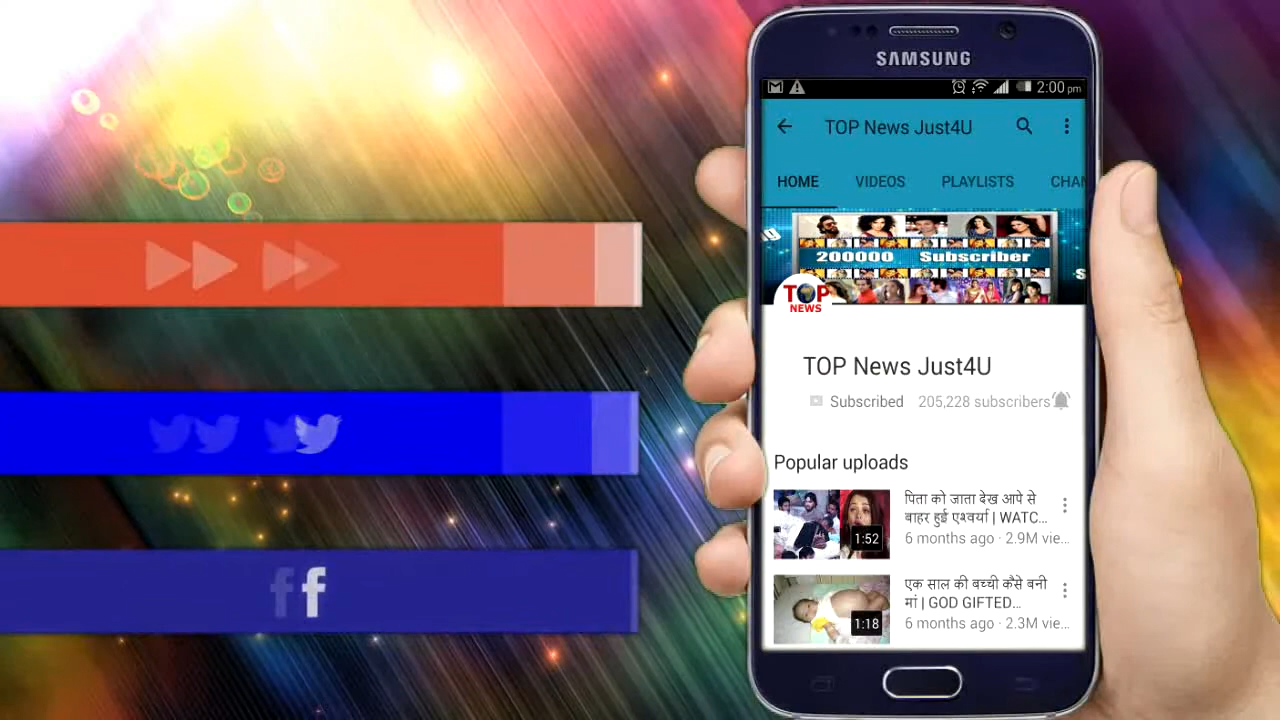 SAMSUNG
2:00 pm
TOP News Just4U
HOME VIDEOS PLAYLISTS CHAN
200000 Subscriber
TOP
NEWS
TOP News Just4U
Subscribed 205,228 subscribers
Popular uploads
पिता को जाता देख आपे से
बाहर हुई एश्वर्या | WATC...
6 months ago · 2.9M vie...
1:52
एक साल की बच्ची कैसे बनी
मां | GOD GIFTED...
6 months ago · 2.3M vie...
1:18